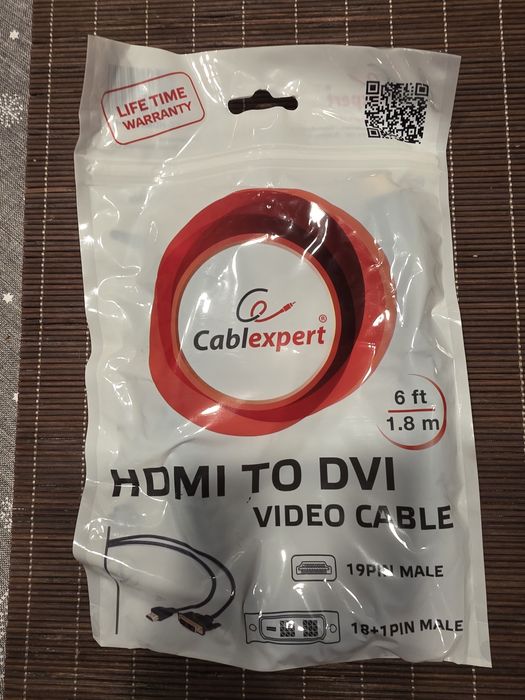 LIFE TIME
WARRANTY
Cablexpert®
6 ft
1.8 m
HDMI TO DVI
VIDEO CABLE
19PIN MALE
18+1PIN MALE